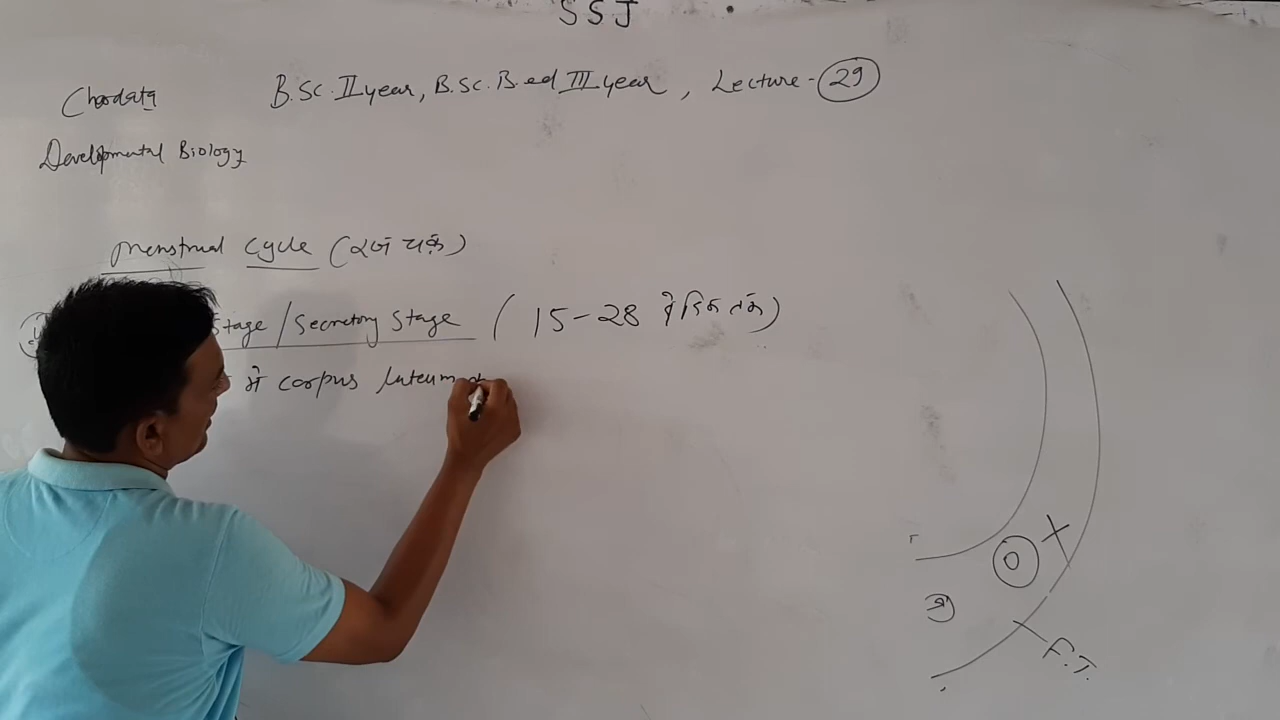 SSJ
Chordata B.Sc. II year, B.Sc. B.ed III year, Lecture - 29
Developmental Biology
Menstrual Cycle (रज चक्र)
stage / Secretory Stage ( 15-28 वे दिन तक)
में corpus luteum
F.T.